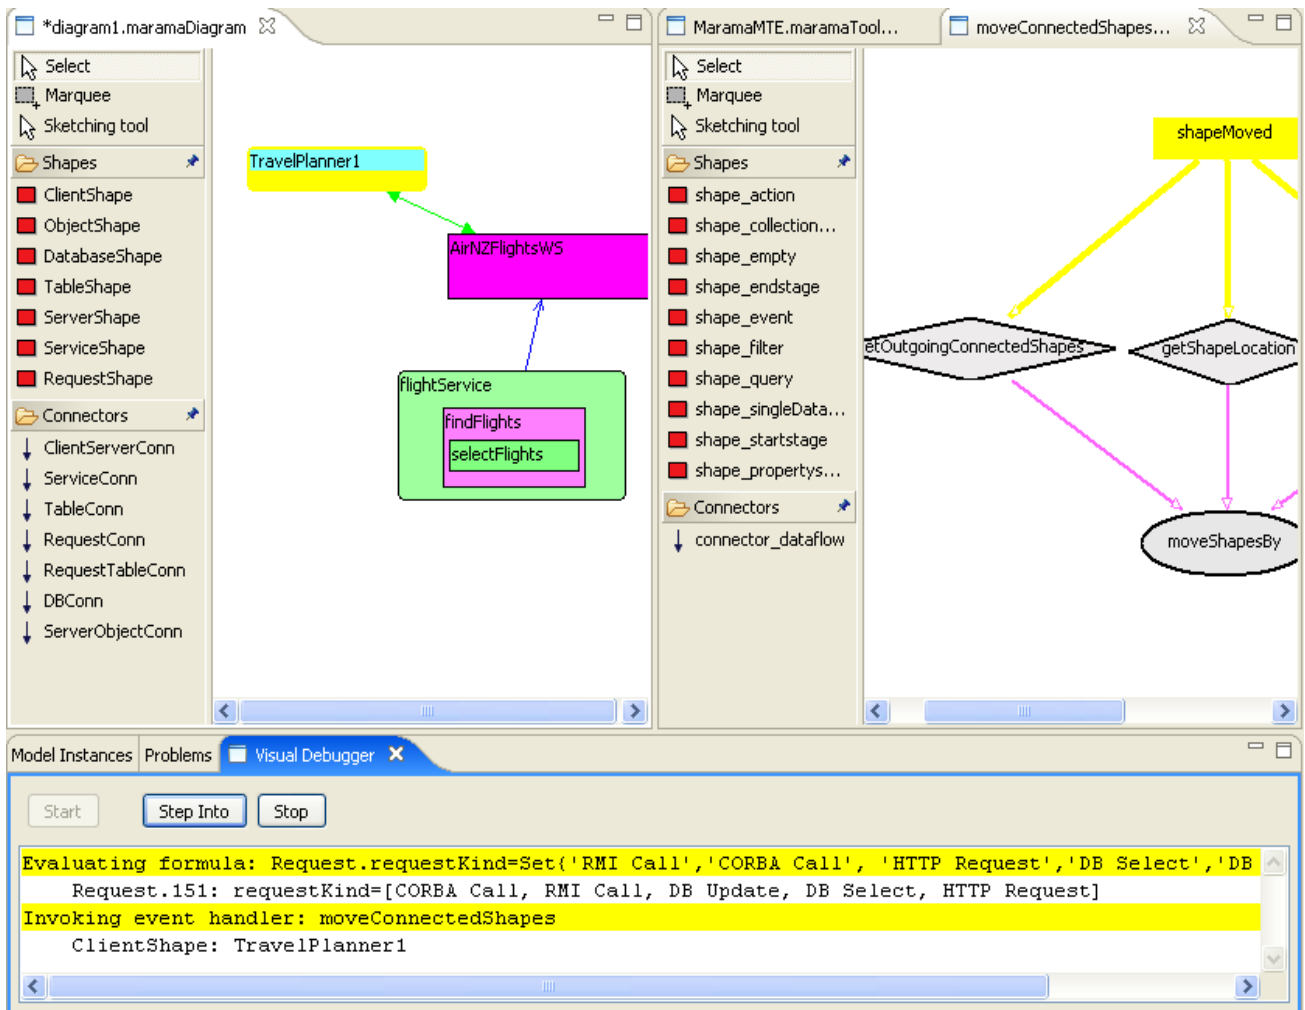 *diagram1.maramaDiagram
Select
Marquee
Sketching tool
Shapes
ClientShape
ObjectShape
DatabaseShape
TableShape
ServerShape
ServiceShape
RequestShape
Connectors
ClientServerConn
ServiceConn
TableConn
RequestConn
RequestTableConn
DBConn
ServerObjectConn
TravelPlanner1
AirNZFlightsWS
flightService
findFlights
selectFlights
MaramaMTE.maramaTool...
moveConnectedShapes...
Select
Marquee
Sketching tool
Shapes
shape_action
shape_collection...
shape_empty
shape_endstage
shape_event
shape_filter
shape_query
shape_singleData...
shape_startstage
shape_propertys...
Connectors
connector_dataflow
shapeMoved
etOutgoingConnectedShapes
getShapeLocation
moveShapesBy
Model Instances
Problems
Visual Debugger
Start
Step Into
Stop
Evaluating formula: Request.requestKind=Set{'RMI Call','CORBA Call', 'HTTP Request','DB Select','DB
Request.151: requestKind=[CORBA Call, RMI Call, DB Update, DB Select, HTTP Request]
Invoking event handler: moveConnectedShapes
ClientShape: TravelPlanner1